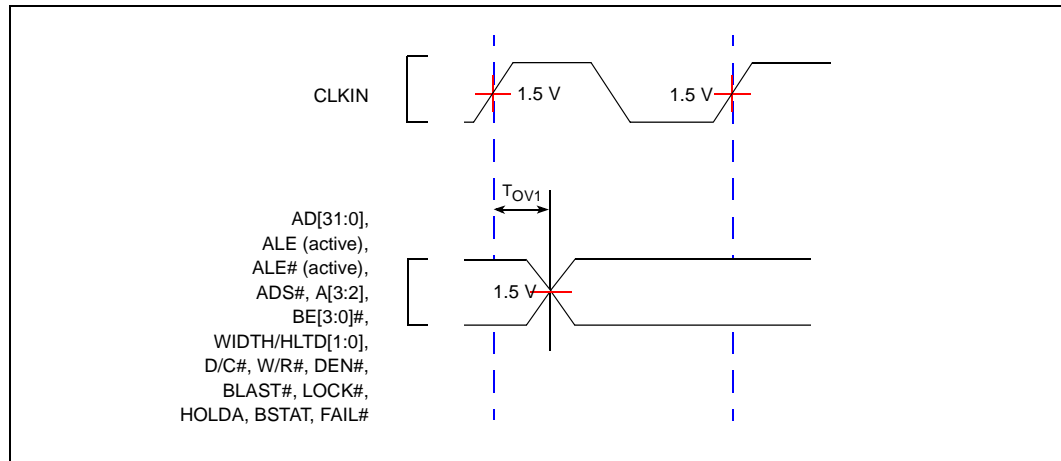 CLKIN
1.5 V
1.5 V
TOV1
AD[31:0],
ALE (active),
ALE# (active),
ADS#, A[3:2],
1.5 V
BE[3:0]#,
WIDTH/HLTD[1:0],
D/C#, W/R#, DEN#,
BLAST#, LOCK#,
HOLDA, BSTAT, FAIL#